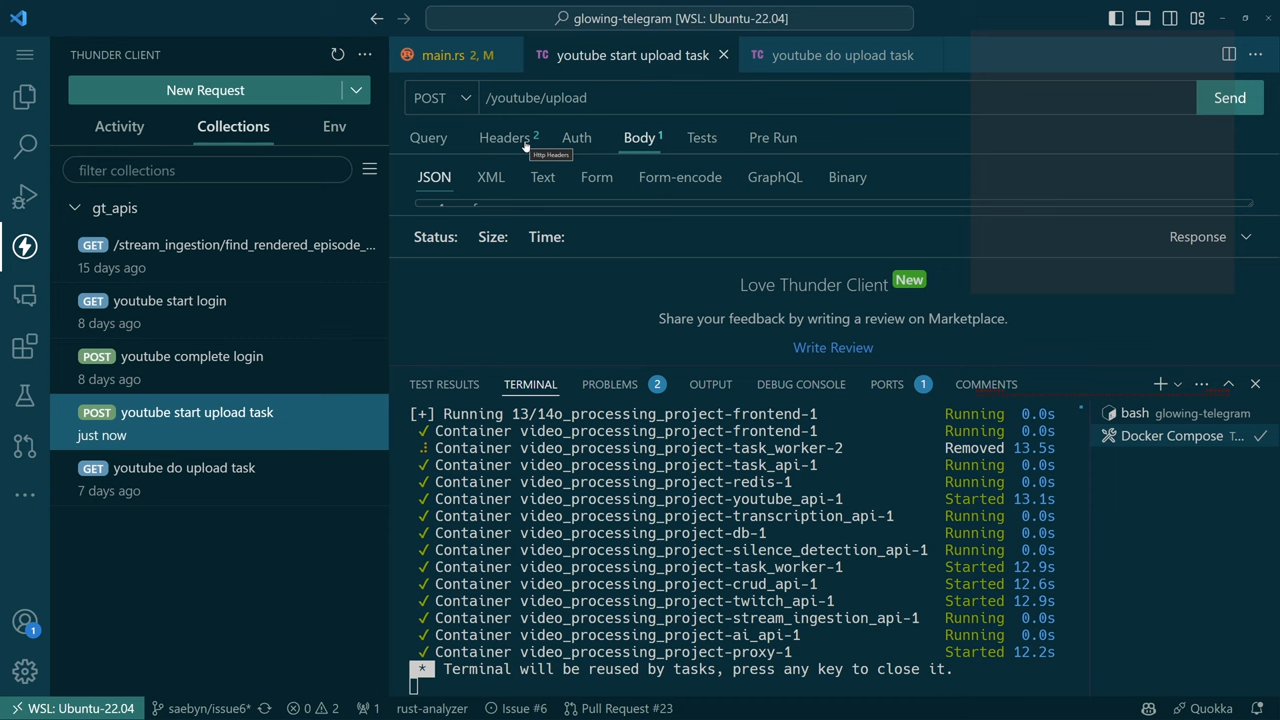 glowing-telegram [WSL: Ubuntu-22.04]
THUNDER CLIENT
main.rs 2, M
TC youtube start upload task
TC youtube do upload task
New Request
POST
/youtube/upload
Send
Activity
Collections
Env
Query
Headers 2
Auth
Body 1
Tests
Pre Run
Http Headers
filter collections
JSON
XML
Text
Form
Form-encode
GraphQL
Binary
gt_apis
GET /stream_ingestion/find_rendered_episode_...
15 days ago
GET youtube start login
8 days ago
POST youtube complete login
8 days ago
POST youtube start upload task
just now
GET youtube do upload task
7 days ago
Status: Size: Time:
Response
Love Thunder Client New
Share your feedback by writing a review on Marketplace.
Write Review
TEST RESULTS
TERMINAL
PROBLEMS 2
OUTPUT
DEBUG CONSOLE
PORTS 1
COMMENTS
[+] Running 13/14o_processing_project-frontend-1 Running 0.0s
✓ Container video_processing_project-frontend-1 Running 0.0s
Container video_processing_project-task_worker-2 Removed 13.5s
✓ Container video_processing_project-task_api-1 Running 0.0s
✓ Container video_processing_project-redis-1 Running 0.0s
✓ Container video_processing_project-youtube_api-1 Started 13.1s
✓ Container video_processing_project-transcription_api-1 Running 0.0s
✓ Container video_processing_project-db-1 Running 0.0s
✓ Container video_processing_project-silence_detection_api-1 Running 0.0s
✓ Container video_processing_project-task_worker-1 Started 12.9s
✓ Container video_processing_project-crud_api-1 Started 12.6s
✓ Container video_processing_project-twitch_api-1 Started 12.9s
✓ Container video_processing_project-stream_ingestion_api-1 Running 0.0s
✓ Container video_processing_project-ai_api-1 Running 0.0s
✓ Container video_processing_project-proxy-1 Started 12.2s
* Terminal will be reused by tasks, press any key to close it.
bash glowing-telegram
Docker Compose T...
1
WSL: Ubuntu-22.04
saebyn/issue6*
0
2
1
rust-analyzer
Issue #6
Pull Request #23
Quokka